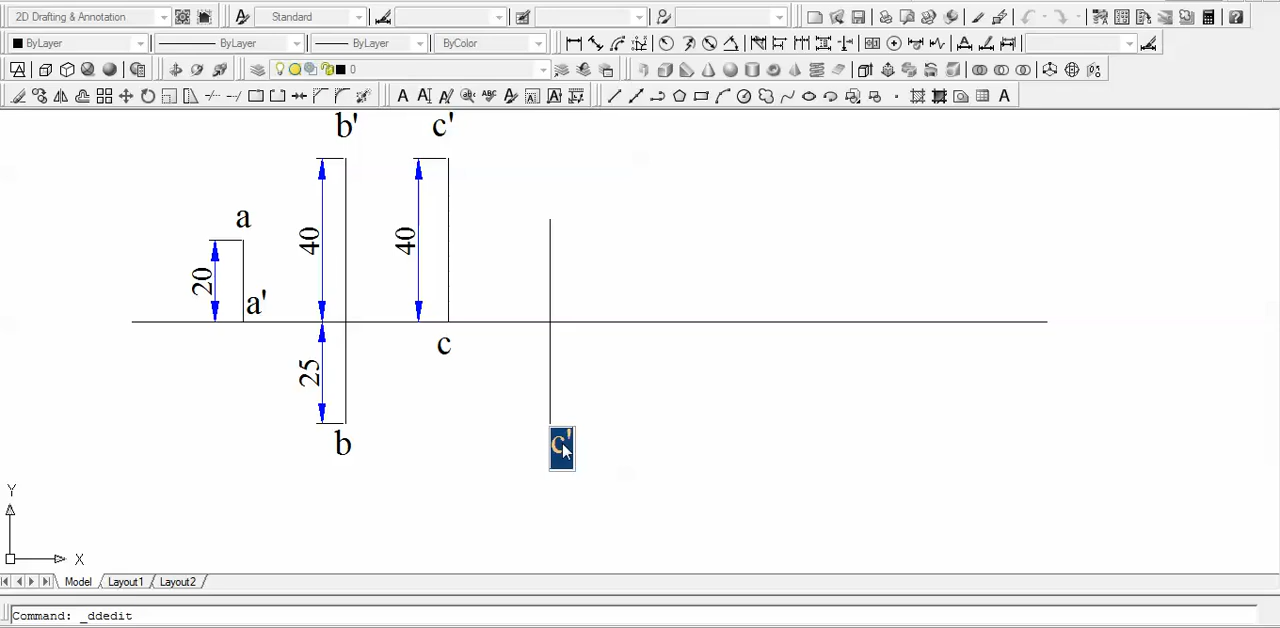 2D Drafting & Annotation
Standard
ByLayer
ByLayer
ByLayer
ByColor
0
b'
c'
a
20
a'
40
40
25
b
c
c'
Y
X
Model
Layout1
Layout2
Command: _ddedit